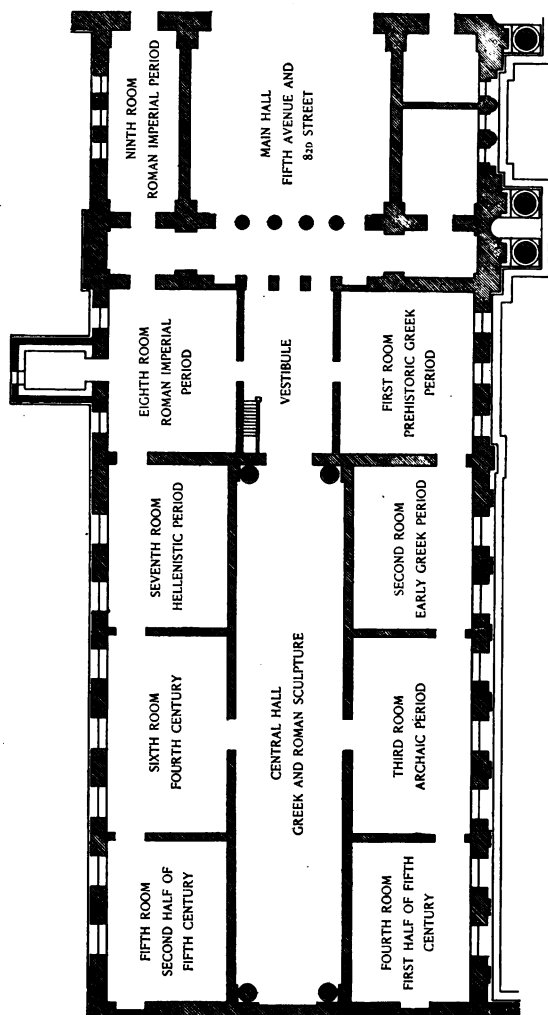 NINTH ROOM
ROMAN IMPERIAL PERIOD
MAIN HALL
FIFTH AVENUE AND
82D STREET
EIGHTH ROOM
ROMAN IMPERIAL
PERIOD
VESTIBULE
FIRST ROOM
PREHISTORIC GREEK
PERIOD
SEVENTH ROOM
HELLENISTIC PERIOD
SECOND ROOM
EARLY GREEK PERIOD
SIXTH ROOM
FOURTH CENTURY
CENTRAL HALL
GREEK AND ROMAN SCULPTURE
THIRD ROOM
ARCHAIC PERIOD
FIFTH ROOM
SECOND HALF OF
FIFTH CENTURY
FOURTH ROOM
FIRST HALF OF FIFTH
CENTURY